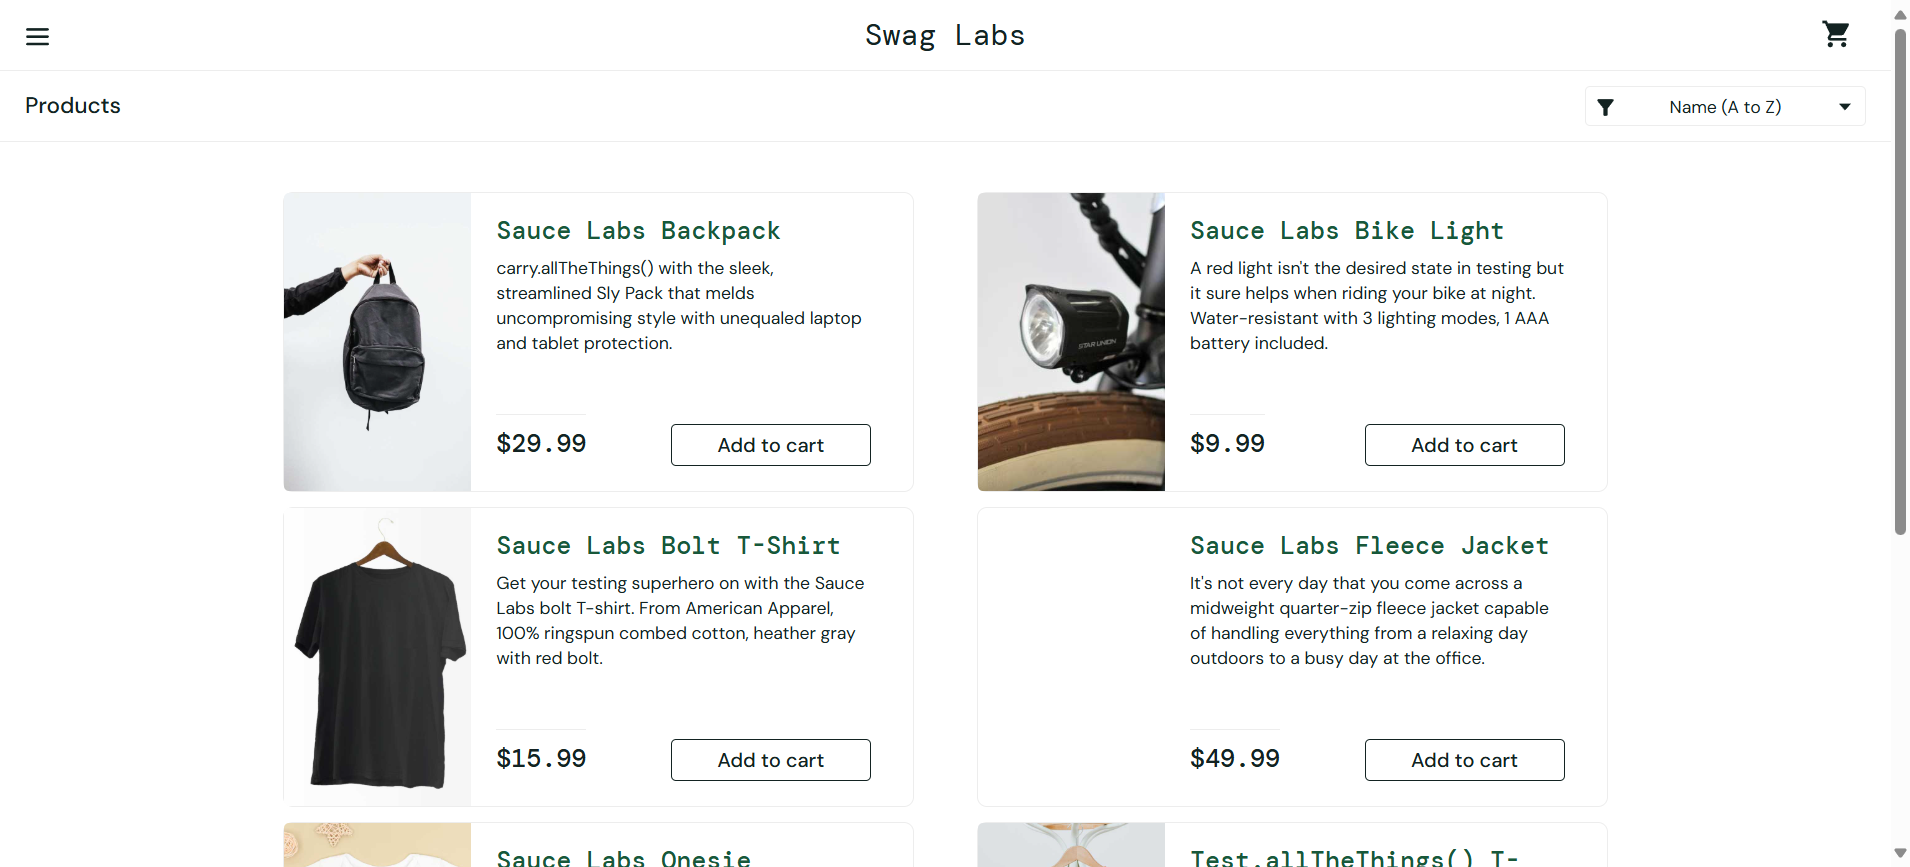 Swag Labs
Products
Name (A to Z)
Sauce Labs Backpack
carry.allTheThings() with the sleek,
streamlined Sly Pack that melds
uncompromising style with unequaled laptop
and tablet protection.
$29.99
Add to cart
Sauce Labs Bike Light
A red light isn't the desired state in testing but
it sure helps when riding your bike at night.
Water-resistant with 3 lighting modes, 1 AAA
battery included.
STAR UNION
$9.99
Add to cart
Sauce Labs Bolt T-Shirt
Get your testing superhero on with the Sauce
Labs bolt T-shirt. From American Apparel,
100% ringspun combed cotton, heather gray
with red bolt.
$15.99
Add to cart
Sauce Labs Fleece Jacket
It's not every day that you come across a
midweight quarter-zip fleece jacket capable
of handling everything from a relaxing day
outdoors to a busy day at the office.
$49.99
Add to cart
Sauce Labs Onesie
Test.allTheThings() T-